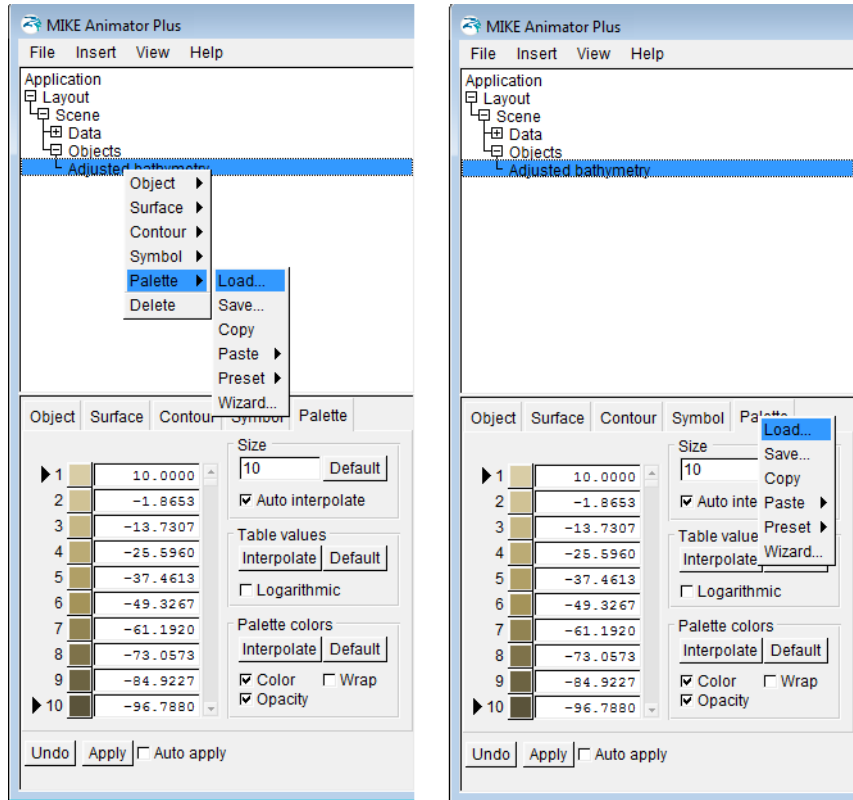 MIKE Animator Plus
File Insert View Help
Application
Layout
Scene
Data
Objects
Adjusted bathymetry
Object
Surface
Contour
Symbol
Palette
Delete
Load...
Save...
Copy
Paste
Preset
Wizard...
Object Surface Contour Symbol Palette
1 10.0000
2 -1.8653
3 -13.7307
4 -25.5960
5 -37.4613
6 -49.3267
7 -61.1920
8 -73.0573
9 -84.9227
10 -96.7880
Size
10 Default
Auto interpolate
Table values
Interpolate Default
Logarithmic
Palette colors
Interpolate Default
Color Wrap
Opacity
Undo Apply Auto apply
MIKE Animator Plus
File Insert View Help
Application
Layout
Scene
Data
Objects
Adjusted bathymetry
Object Surface Contour Symbol Palette
Load...
Save...
Copy
Paste
Preset
Wizard...
1 10.0000
2 -1.8653
3 -13.7307
4 -25.5960
5 -37.4613
6 -49.3267
7 -61.1920
8 -73.0573
9 -84.9227
10 -96.7880
Size
10
Auto inte
Table value
Interpolate
Logarithmic
Palette colors
Interpolate Default
Color Wrap
Opacity
Undo Apply Auto apply